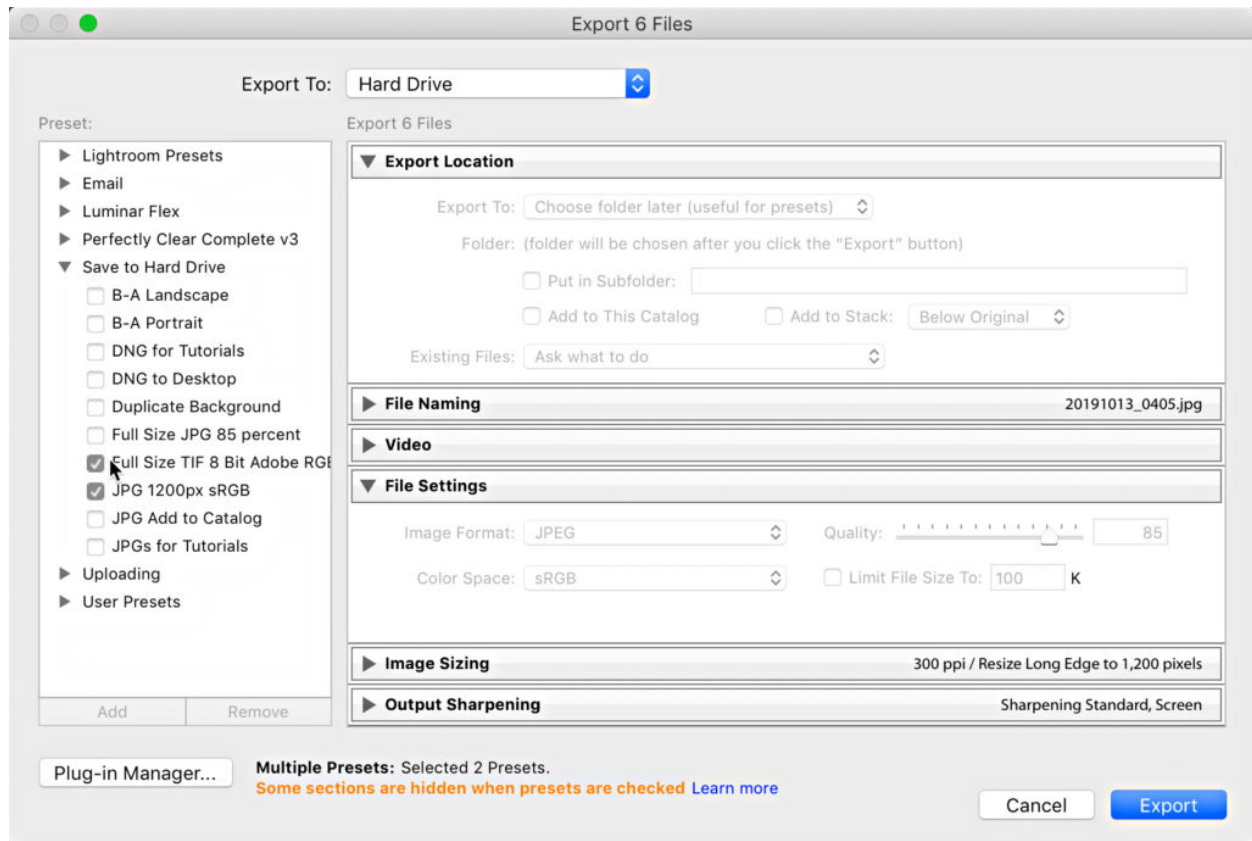 Export 6 Files
Export To: Hard Drive
Preset:
Export 6 Files
Lightroom Presets
Email
Luminar Flex
Perfectly Clear Complete v3
Save to Hard Drive
B-A Landscape
B-A Portrait
DNG for Tutorials
DNG to Desktop
Duplicate Background
Full Size JPG 85 percent
Full Size TIF 8 Bit Adobe RGB
JPG 1200px sRGB
JPG Add to Catalog
JPGs for Tutorials
Uploading
User Presets
Add Remove
Export Location
Export To: Choose folder later (useful for presets)
Folder: (folder will be chosen after you click the “Export” button)
Put in Subfolder:
Add to This Catalog Add to Stack: Below Original
Existing Files: Ask what to do
File Naming 20191013_0405.jpg
Video
File Settings
Image Format: JPEG Quality: 85
Color Space: sRGB Limit File Size To: 100 K
Image Sizing 300 ppi / Resize Long Edge to 1,200 pixels
Output Sharpening Sharpening Standard, Screen
Plug-in Manager...
Multiple Presets: Selected 2 Presets.
Some sections are hidden when presets are checked Learn more
Cancel Export